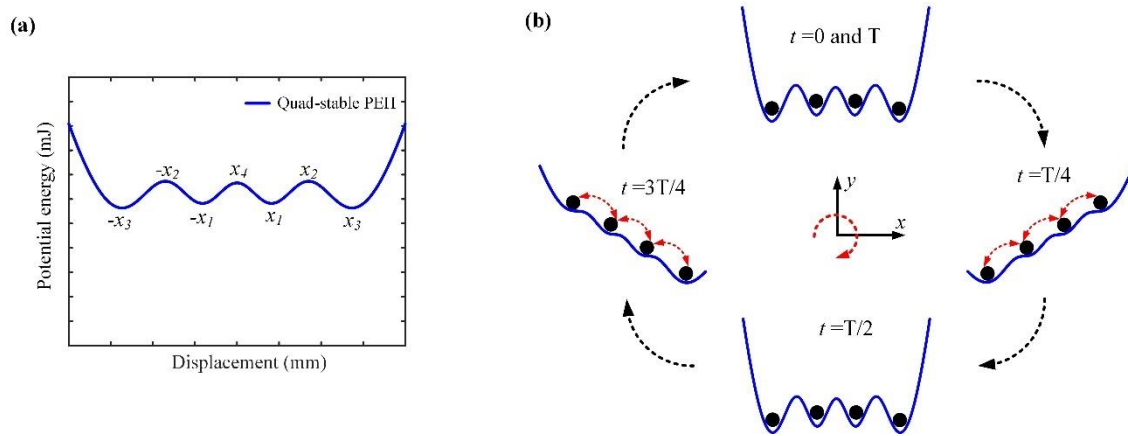 (a)
Quad-stable PEH
-x₂ x₄ x₂
-x₃ -x₁ x₁ x₃
Potential energy (mJ)
Displacement (mm)
(b)
t =0 and T
t =3T/4
y
x
t =T/4
t =T/2